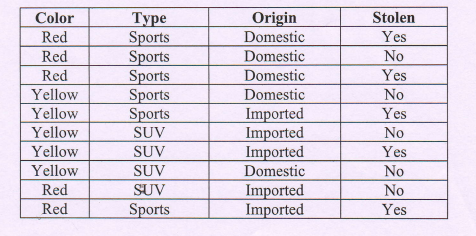 Color Type Origin Stolen
Red Sports Domestic Yes
Red Sports Domestic No
Red Sports Domestic Yes
Yellow Sports Domestic No
Yellow Sports Imported Yes
Yellow SUV Imported No
Yellow SUV Imported Yes
Yellow SUV Domestic No
Red SUV Imported No
Red Sports Imported Yes